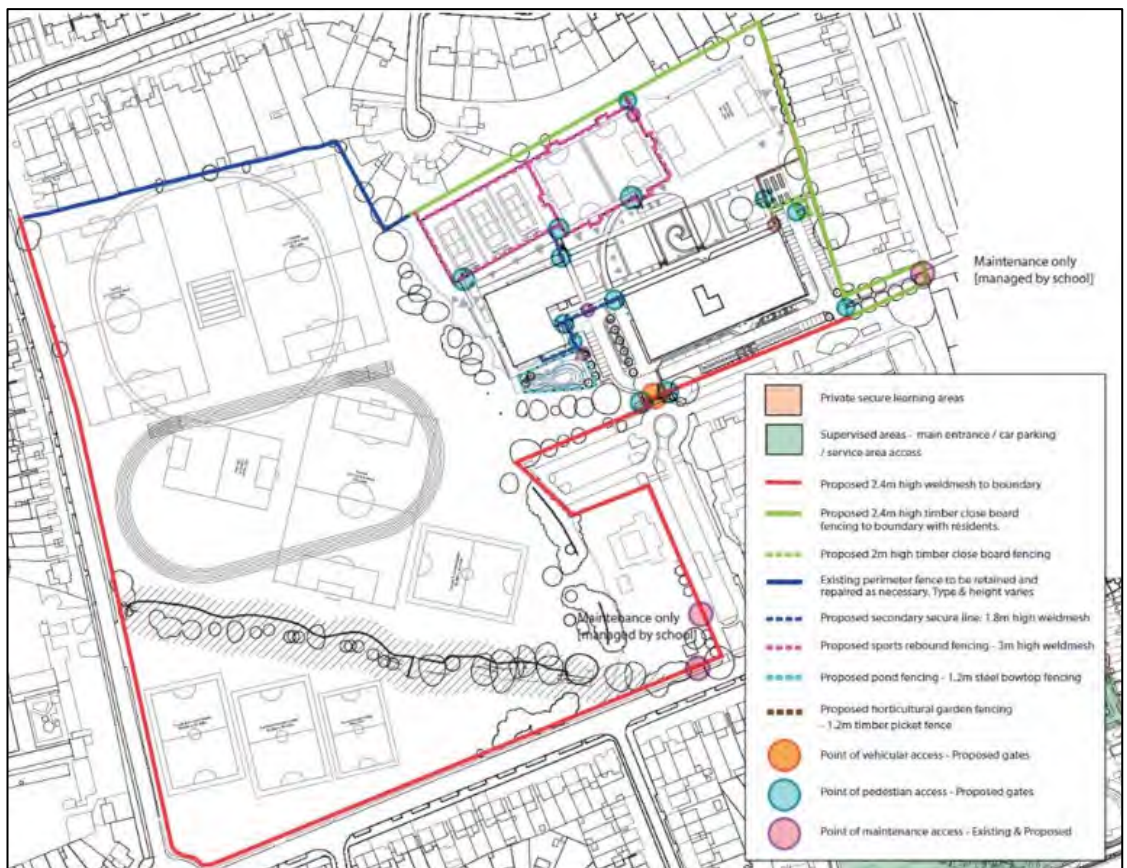 Maintenance only
[managed by school]
Maintenance only
[managed by school]
Private secure learning areas
Supervised areas - main entrance / car parking
/ service area access
Proposed 2.4m high weldmesh to boundary
Proposed 2.4m high timber close board
fencing to boundary with residents.
Proposed 2m high timber close board fencing
Existing perimeter fence to be retained and
repaired as necessary. Type & height varies
Proposed secondary secure line: 1.8m high weldmesh
Proposed sports rebound fencing - 3m high weldmesh
Proposed pond fencing - 1.2m steel bowtop fencing
Proposed horticultural garden fencing
- 1.2m timber picket fence
Point of vehicular access - Proposed gates
Point of pedestian access - Proposed gates
Point of maintenance access - Existing & Proposed